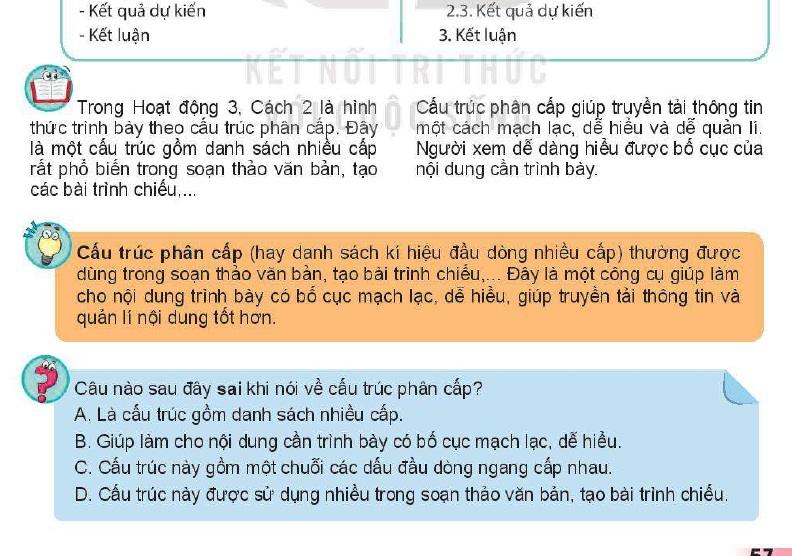 - Kết quả dự kiến
- Kết luận
2.3. Kết quả dự kiến
3. Kết luận
KẾT NỐI TRI THỨC
VỚI CUỘC SỐNG
Trong Hoạt động 3, Cách 2 là hình
thức trình bày theo cấu trúc phân cấp. Đây
là một cấu trúc gồm danh sách nhiều cấp
rất phổ biến trong soạn thảo văn bản, tạo
các bài trình chiếu,...
Cấu trúc phân cấp giúp truyền tải thông tin
một cách mạch lạc, dễ hiểu và dễ quản lí.
Người xem dễ dàng hiểu được bố cục của
nội dung cần trình bày.
Cấu trúc phân cấp (hay danh sách kí hiệu đầu dòng nhiều cấp) thường được
dùng trong soạn thảo văn bản, tạo bài trình chiếu,... Đây là một công cụ giúp làm
cho nội dung trình bày có bố cục mạch lạc, dễ hiểu, giúp truyền tải thông tin và
quản lí nội dung tốt hơn.
Câu nào sau đây sai khi nói về cấu trúc phân cấp?
A. Là cấu trúc gồm danh sách nhiều cấp.
B. Giúp làm cho nội dung cần trình bày có bố cục mạch lạc, dễ hiểu.
C. Cấu trúc này gồm một chuỗi các dấu đầu dòng ngang cấp nhau.
D. Cấu trúc này được sử dụng nhiều trong soạn thảo văn bản, tạo bài trình chiếu.
57